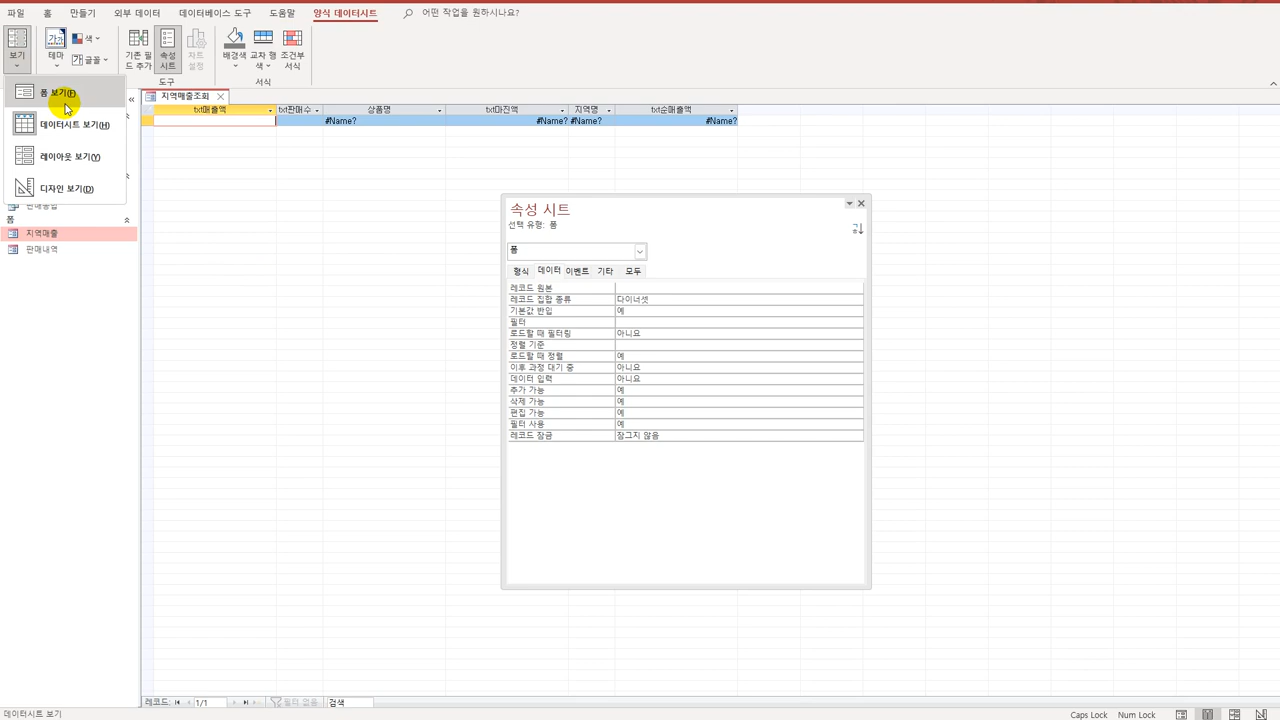 파일 홈 만들기 외부 데이터 데이터베이스 도구 도움말 양식 데이터시트 어떤 작업을 원하시나요?
보기
테마
가가
색
가 글꼴
기존 필드 추가
속성 시트
차트 설정
배경색
교차 행 색
조건부 서식
도구
서식
폼 보기(F)
데이터시트 보기(H)
레이아웃 보기(Y)
디자인 보기(D)
폼
지역매출
판매내역
지역매출조회
txt매출액 txt판매수 상품명 txt마진액 지역명 txt순매출액
#Name? #Name? #Name? #Name?
속성 시트
선택 유형: 폼
폼
형식 데이터 이벤트 기타 모두
레코드 원본
레코드 집합 종류 다이너셋
기본값 반입 예
필터
로드할 때 필터링 아니요
정렬 기준
로드할 때 정렬 예
이후 과정 대기 중 아니요
데이터 입력 아니요
추가 가능 예
삭제 가능 예
편집 가능 예
필터 사용 예
레코드 잠금 잠그지 않음
레코드: 1/1 필터 없음 검색
데이터시트 보기
Caps Lock Num Lock